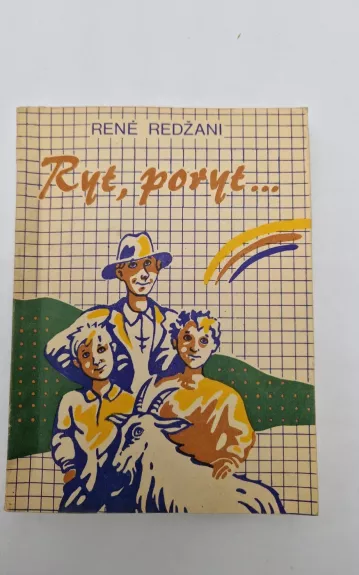 RENĖ REDŽANI
Ryt, poryt...